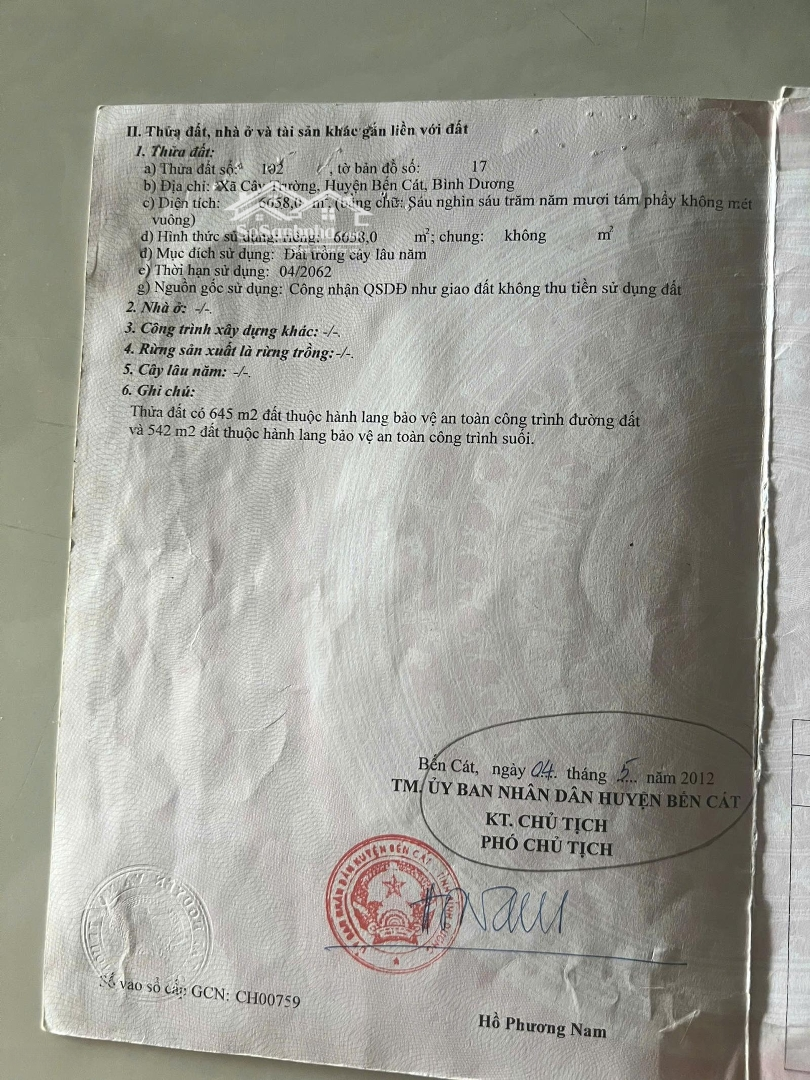 II. Thửa đất, nhà ở và tài sản khác gắn liền với đất
1. Thửa đất:
a) Thửa đất số: 102, tờ bản đồ số: 17
b) Địa chỉ: Xã Cây Trường, Huyện Bến Cát, Bình Dương
c) Diện tích: 6658,0 m², (bằng chữ: Sáu nghìn sáu trăm năm mươi tám phẩy không mét
vuông)
d) Hình thức sử dụng: riêng: 6658,0 m²; chung: không m²
đ) Mục đích sử dụng: Đất trồng cây lâu năm
e) Thời hạn sử dụng: 04/2062
g) Nguồn gốc sử dụng: Công nhận QSDĐ như giao đất không thu tiền sử dụng đất
2. Nhà ở: -/-.
3. Công trình xây dựng khác: -/-.
4. Rừng sản xuất là rừng trồng:-/-.
5. Cây lâu năm: -/-.
6. Ghi chú:
Thửa đất có 645 m2 đất thuộc hành lang bảo vệ an toàn công trình đường đất
và 542 m2 đất thuộc hành lang bảo vệ an toàn công trình suối.
Bến Cát, ngày 04. tháng 5... năm 2012
TM. ỦY BAN NHÂN DÂN HUYỆN BẾN CÁT
KT. CHỦ TỊCH
PHÓ CHỦ TỊCH
ỦY BAN NHÂN DÂN HUYỆN BẾN CÁT
Số vào sổ cấp GCN: CH00759
Hồ Phương Nam